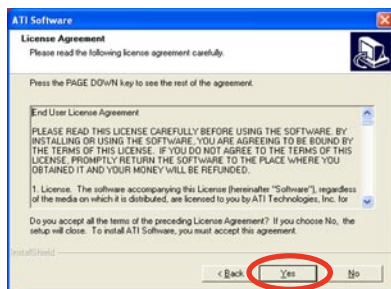 ATI Software
License Agreement
Please read the following license agreement carefully.
Press the PAGE DOWN key to see the rest of the agreement.
End User License Agreement
PLEASE READ THIS LICENSE CAREFULLY BEFORE USING THE SOFTWARE. BY
INSTALLING OR USING THE SOFTWARE, YOU ARE AGREEING TO BE BOUND BY
THE TERMS OF THIS LICENSE. IF YOU DO NOT AGREE TO THE TERMS OF THIS
LICENSE, PROMPTLY RETURN THE SOFTWARE TO THE PLACE WHERE YOU
OBTAINED IT AND YOUR MONEY WILL BE REFUNDED.
1. License. The software accompanying this License (hereinafter "Software"), regardless
of the media on which it is distributed, are licensed to you by ATI Technologies, Inc. for
Do you accept all the terms of the preceding License Agreement? If you choose No, the
setup will close. To install ATI Software, you must accept this agreement.
InstallShield
< Back
Yes
No